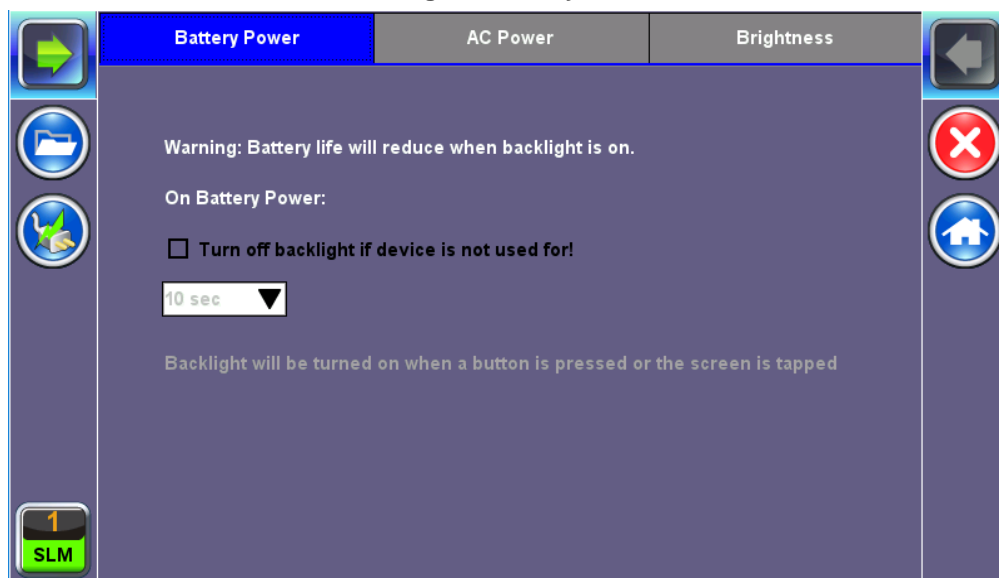 Battery Power
AC Power
Brightness
Warning: Battery life will reduce when backlight is on.
On Battery Power:
Turn off backlight if device is not used for!
10 sec
Backlight will be turned on when a button is pressed or the screen is tapped
1
SLM